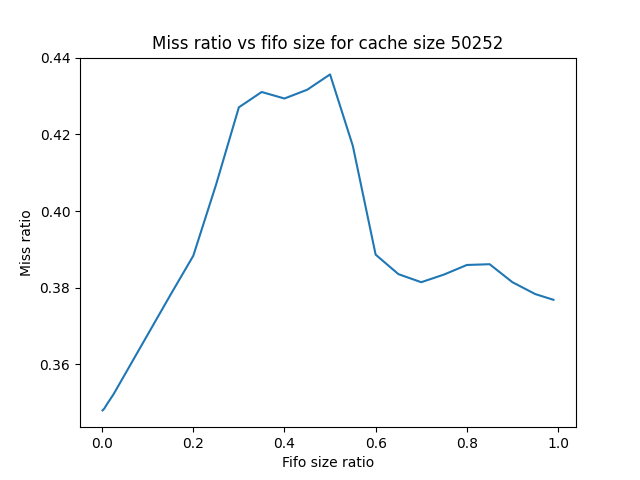 Miss ratio vs fifo size for cache size 50252
0.44
0.42
0.40
0.38
0.36
Miss ratio
0.0 0.2 0.4 0.6 0.8 1.0
Fifo size ratio